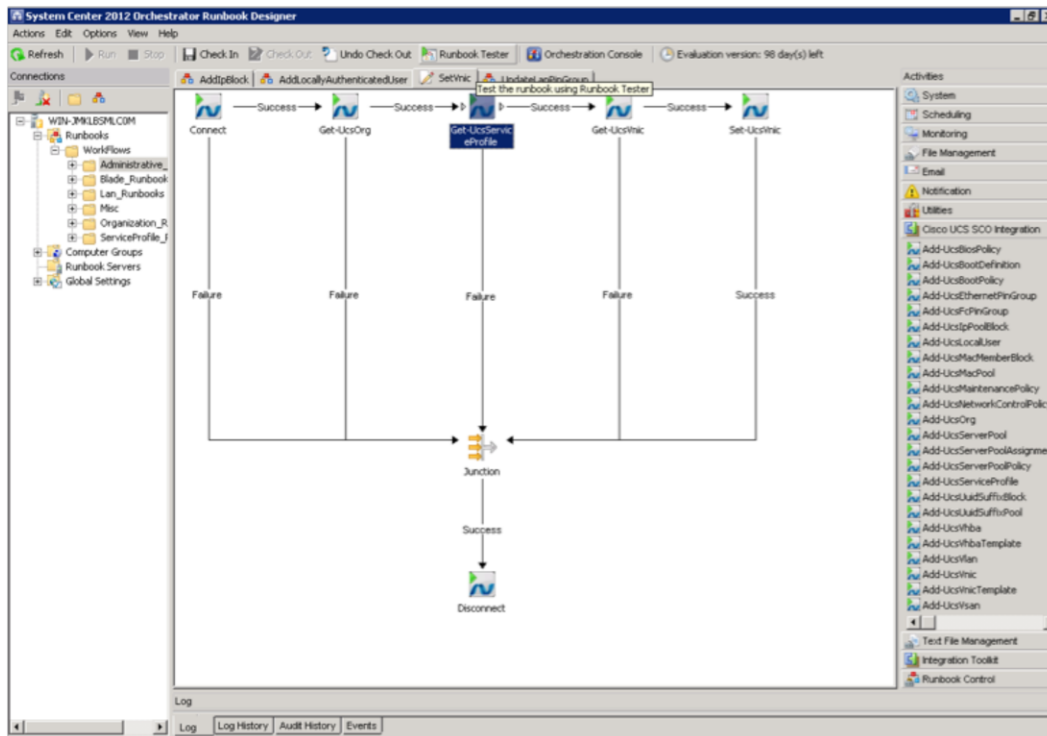 System Center 2012 Orchestrator Runbook Designer
Actions Edit Options View Help
Refresh Run Stop Check In Check Out Undo Check Out Runbook Tester Orchestration Console Evaluation version: 98 day(s) left
Connections
WIN-JMKLBSMLC0M
Runbooks
WorkFlows
Administrative_
Blade_Runbook
Lan_Runbooks
Misc
Organization_R
ServiceProfile_
Computer Groups
Runbook Servers
Global Settings
AddIpBlock AddLocallyAuthenticatedUser SetVnic UpdateLanPinGroup
Test the runbook using Runbook Tester
Success Success Success Success
Connect Get-UcsOrg Get-UcsServic Get-UcsVnic Set-UcsVnic
eProfile
Failure Failure Failure Failure Success
Junction
Success
Disconnect
Activities
System
Scheduling
Monitoring
File Management
Email
Notification
Utilities
Cisco UCS SCO Integration
Add-UcsBiosPolicy
Add-UcsBootDefinition
Add-UcsBootPolicy
Add-UcsEthernetPinGroup
Add-UcsFcPinGroup
Add-UcsIpPoolBlock
Add-UcsLocalUser
Add-UcsMacMemberBlock
Add-UcsMacPool
Add-UcsMaintenancePolicy
Add-UcsNetworkControlPolic
Add-UcsOrg
Add-UcsServerPool
Add-UcsServerPoolAssignme
Add-UcsServerPoolPolicy
Add-UcsServiceProfile
Add-UcsUuidSuffixBlock
Add-UcsUuidSuffixPool
Add-UcsVhba
Add-UcsVhbaTemplate
Add-UcsVlan
Add-UcsVnic
Add-UcsVnicTemplate
Add-UcsVsan
Text File Management
Integration Toolkit
Runbook Control
Log
Log Log History Audit History Events